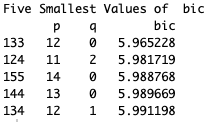 Five Smallest Values of bic
p q bic
133 12 0 5.965228
124 11 2 5.981719
155 14 0 5.988768
144 13 0 5.989669
134 12 1 5.991198